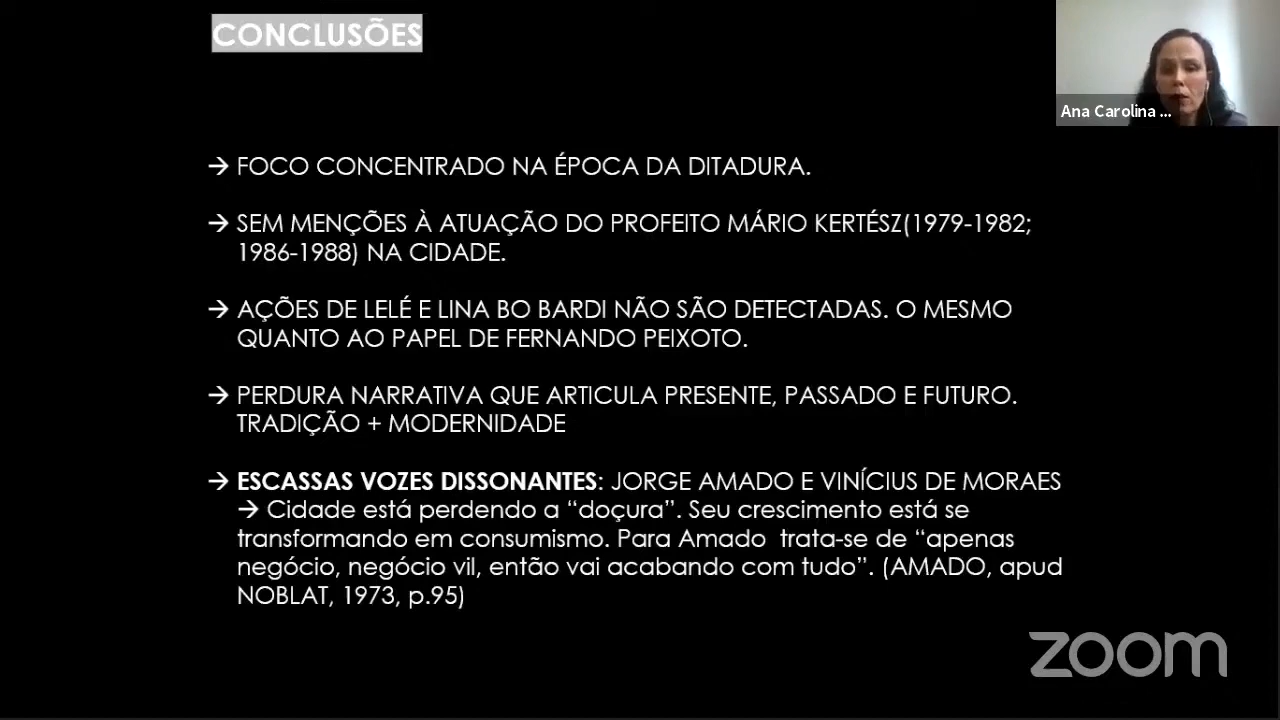 CONCLUSÕES
Ana Carolina ...
→ FOCO CONCENTRADO NA ÉPOCA DA DITADURA.
→ SEM MENÇÕES À ATUAÇÃO DO PROFEITO MÁRIO KERTÉSZ(1979-1982;
1986-1988) NA CIDADE.
→ AÇÕES DE LELÉ E LINA BO BARDI NÃO SÃO DETECTADAS. O MESMO
QUANTO AO PAPEL DE FERNANDO PEIXOTO.
→ PERDURA NARRATIVA QUE ARTICULA PRESENTE, PASSADO E FUTURO.
TRADIÇÃO + MODERNIDADE
→ ESCASSAS VOZES DISSONANTES: JORGE AMADO E VINÍCIUS DE MORAES
→ Cidade está perdendo a “doçura”. Seu crescimento está se
transformando em consumismo. Para Amado trata-se de “apenas
negócio, negócio vil, então vai acabando com tudo”. (AMADO, apud
NOBLAT, 1973, p.95)
zoom